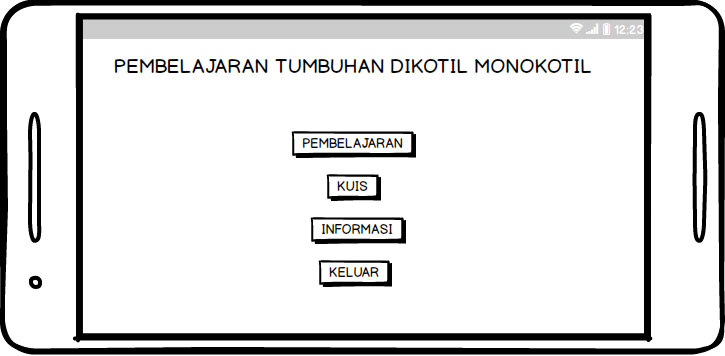 12:23
PEMBELAJARAN TUMBUHAN DIKOTIL MONOKOTIL
PEMBELAJARAN
KUIS
INFORMASI
KELUAR